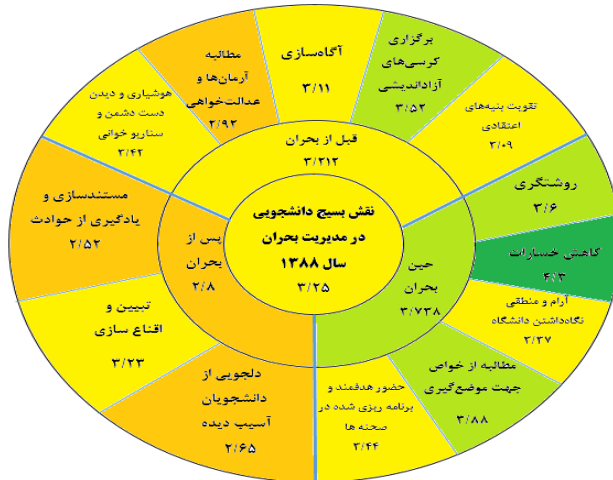 نقش بسیج دانشجویی
در مدیریت بحران
سال ۱۳۸۸
۳/۲۵
قبل از بحران
۳/۲۱۲
هوشیاری و دیدن
دست دشمن و
سناریو خوانی
۳/۴۲
مطالبه
آرمان‌ها و
عدالت‌خواهی
۲/۹۲
آگاه‌سازی
۳/۱۱
برگزاری
کرسی‌های
آزاداندیشی
۳/۵۲
تقویت بنیه‌های
اعتقادی
۳/۰۹
حین
بحران
۳/۷۳۸
روشنگری
۳/۶
کاهش خسارات
۴/۳
آرام و منطقی
نگاه‌داشتن دانشگاه
۳/۳۷
مطالبه از خواص
جهت موضع‌گیری
۳/۸۸
حضور هدفمند و
برنامه ریزی شده در
صحنه ها
۳/۴۴
پس از
بحران
۲/۸
دلجویی از
دانشجویان
آسیب دیده
۲/۶۵
تبیین و
اقناع سازی
۳/۲۳
مستندسازی و
یادگیری از حوادث
۲/۵۲